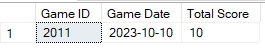 Game ID Game Date Total Score
1 2011 2023-10-10 10